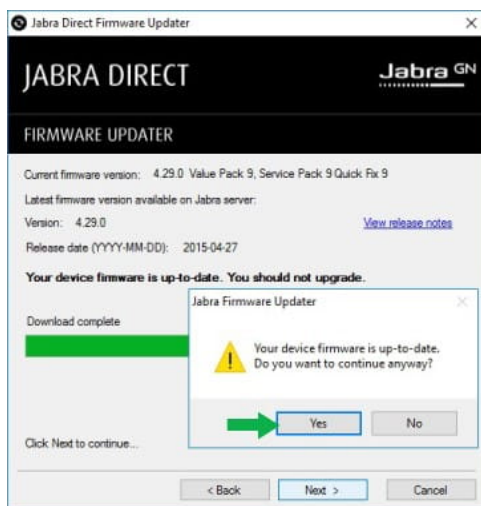 Jabra Direct Firmware Updater
JABRA DIRECT
Jabra GN
FIRMWARE UPDATER
Current firmware version: 4.29.0 Value Pack 9, Service Pack 9 Quick Fix 9
Latest firmware version available on Jabra server:
Version: 4.29.0 View release notes
Release date (YYYY-MM-DD): 2015-04-27
Your device firmware is up-to-date. You should not upgrade.
Download complete
Jabra Firmware Updater
Your device firmware is up-to-date.
Do you want to continue anyway?
Yes No
Click Next to continue...
< Back Next > Cancel